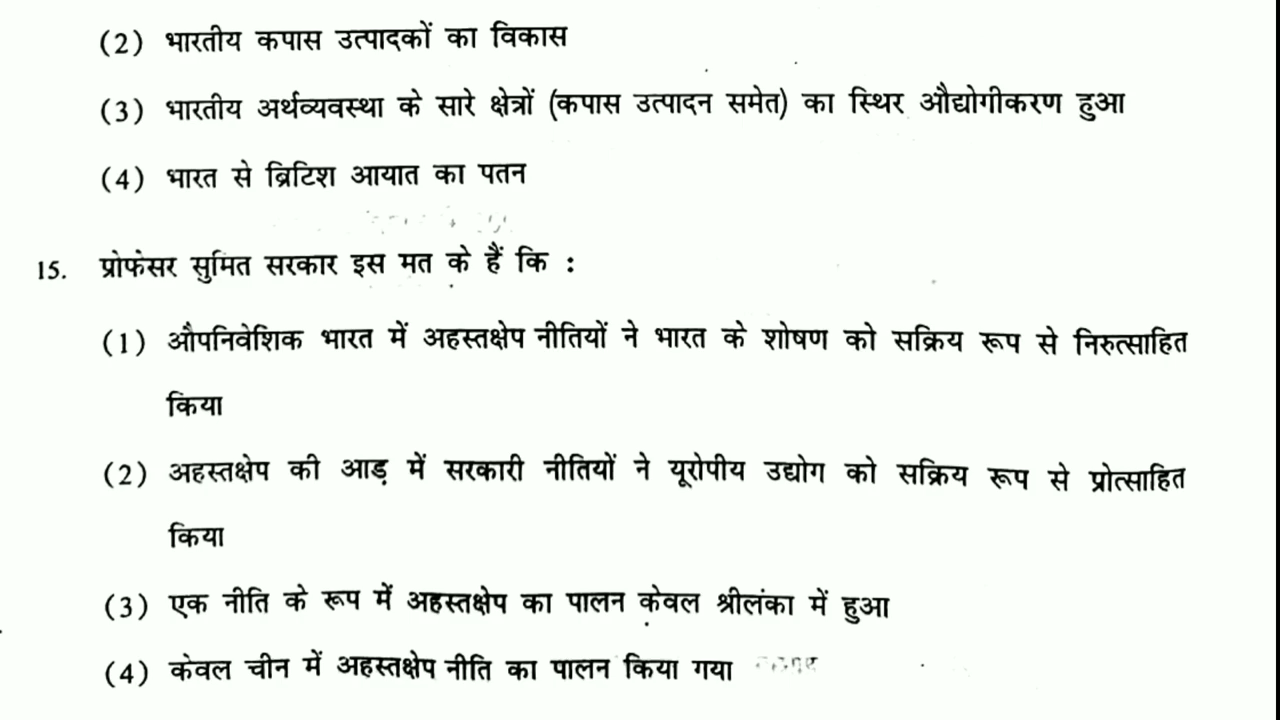 (2) भारतीय कपास उत्पादकों का विकास
(3) भारतीय अर्थव्यवस्था के सारे क्षेत्रों (कपास उत्पादन समेत) का स्थिर औद्योगीकरण हुआ
(4) भारत से ब्रिटिश आयात का पतन
15. प्रोफेसर सुमित सरकार इस मत के हैं कि :
(1) औपनिवेशिक भारत में अहस्तक्षेप नीतियों ने भारत के शोषण को सक्रिय रूप से निरुत्साहित
किया
(2) अहस्तक्षेप की आड़ में सरकारी नीतियों ने यूरोपीय उद्योग को सक्रिय रूप से प्रोत्साहित
किया
(3) एक नीति के रूप में अहस्तक्षेप का पालन केवल श्रीलंका में हुआ
(4) केवल चीन में अहस्तक्षेप नीति का पालन किया गया